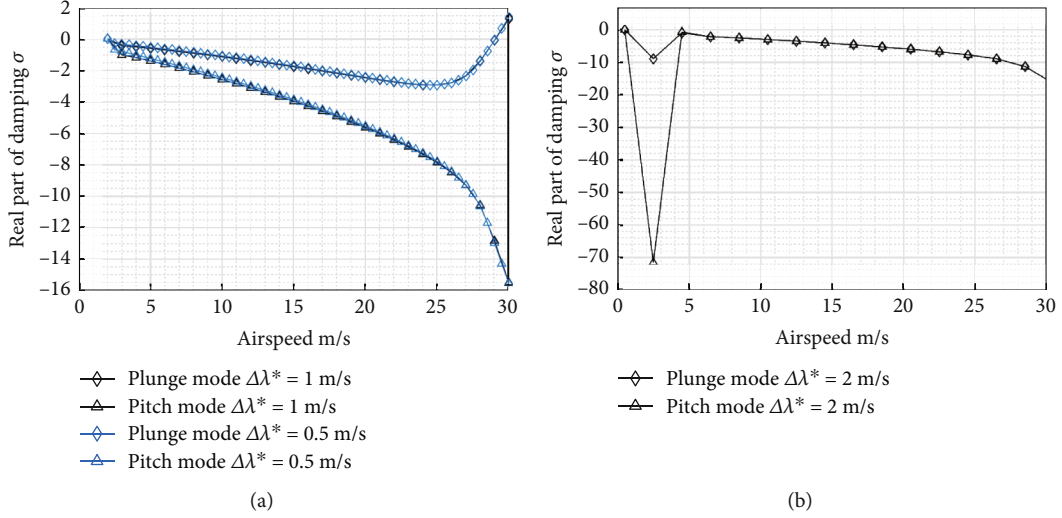 2
0
−2
−4
−6
−8
−10
−12
−14
−16
Real part of damping σ
0 5 10 15 20 25 30
Airspeed m/s
Plunge mode Δλ* = 1 m/s
Pitch mode Δλ* = 1 m/s
Plunge mode Δλ* = 0.5 m/s
Pitch mode Δλ* = 0.5 m/s
(a)
0
−10
−20
−30
−40
−50
−60
−70
−80
Real part of damping σ
0 5 10 15 20 25 30
Airspeed m/s
Plunge mode Δλ* = 2 m/s
Pitch mode Δλ* = 2 m/s
(b)